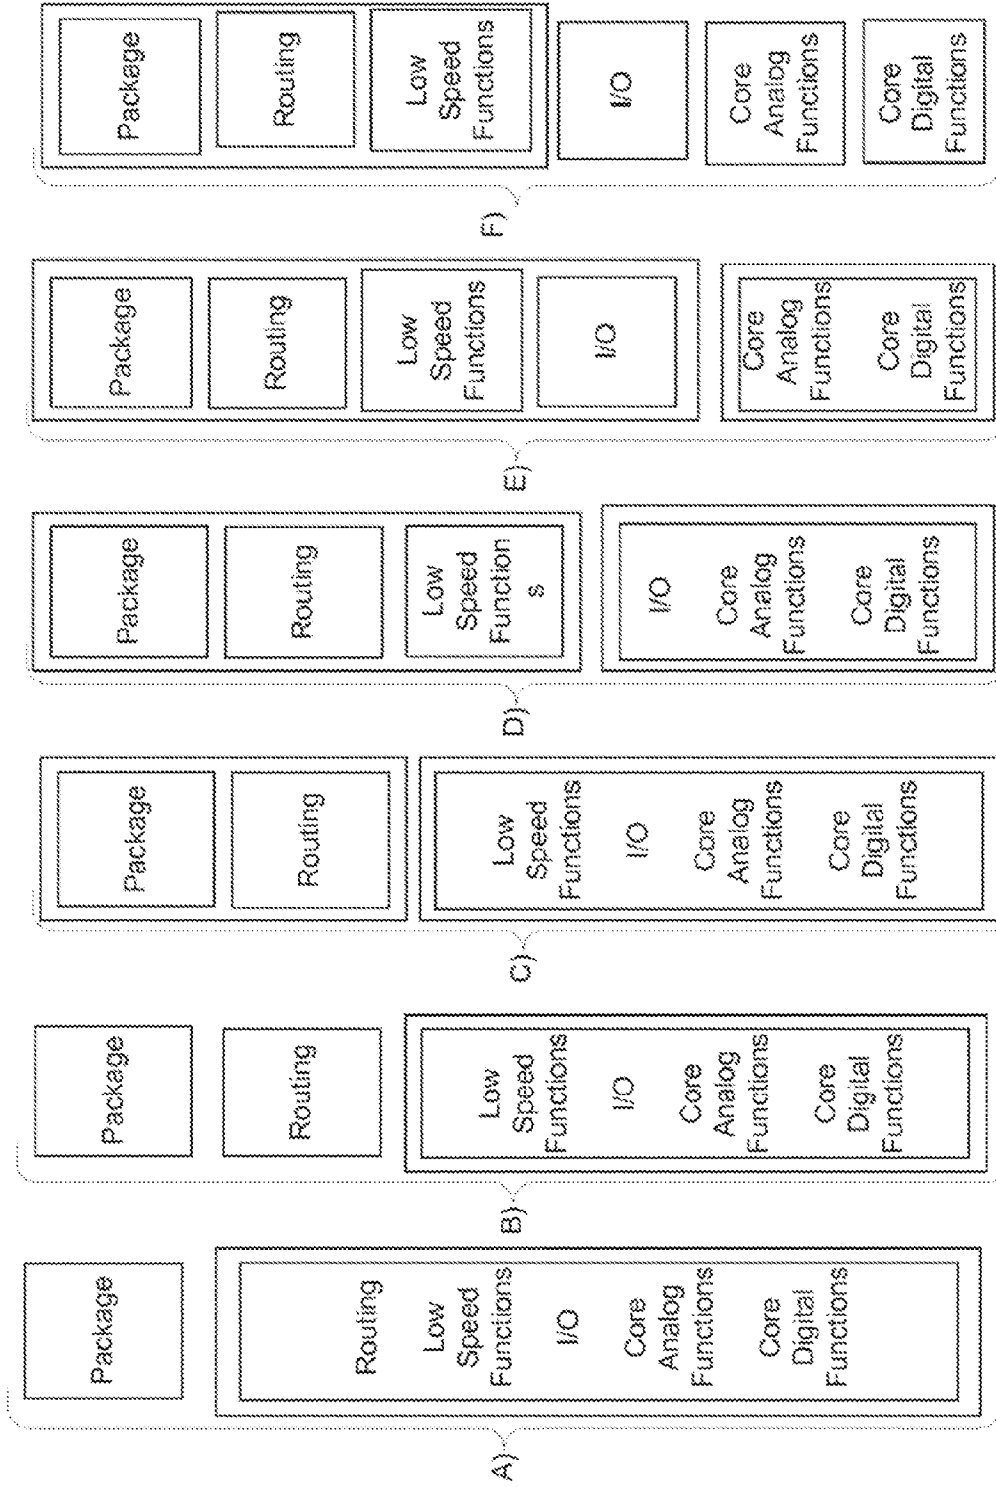 A)
Package
Routing
Low
Speed
Functions
I/O
Core
Analog
Functions
Core
Digital
Functions
B)
Package
Routing
Low
Speed
Functions
I/O
Core
Analog
Functions
Core
Digital
Functions
C)
Package
Routing
Low
Speed
Functions
I/O
Core
Analog
Functions
Core
Digital
Functions
D)
Package
Routing
Low
Speed
Function
s
I/O
Core
Analog
Functions
Core
Digital
Functions
E)
Package
Routing
Low
Speed
Functions
I/O
Core
Analog
Functions
Core
Digital
Functions
F)
Package
Routing
Low
Speed
Functions
I/O
Core
Analog
Functions
Core
Digital
Functions